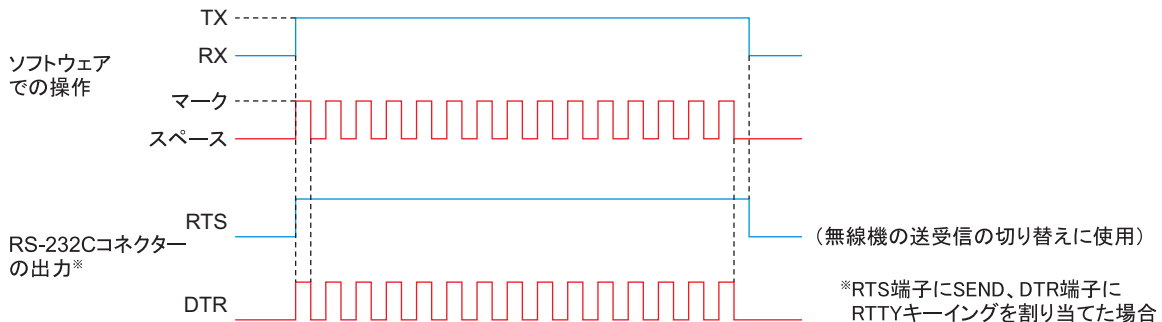 TX
RX
ソフトウェア
での操作
マーク
スペース
RTS
RS-232Cコネクター
の出力※
(無線機の送受信の切り替えに使用)
DTR
※RTS端子にSEND、DTR端子に
RTTYキーイングを割り当てた場合